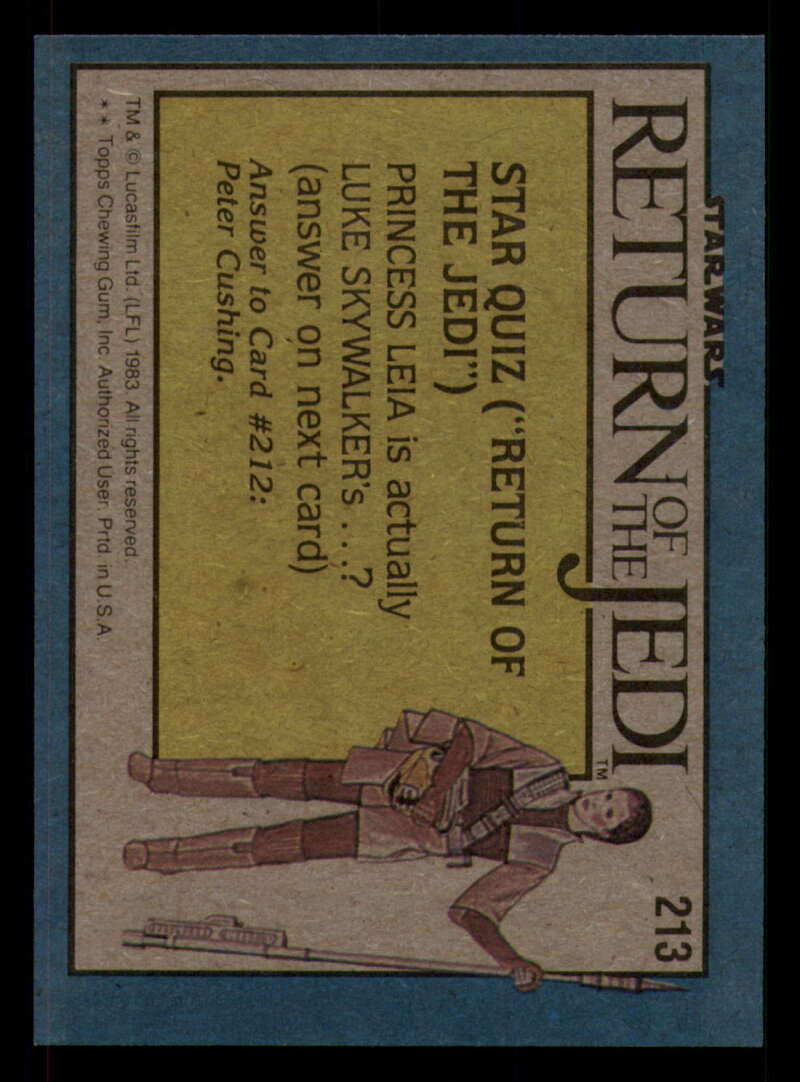 STAR WARS
RETURN OF THE JEDI™
213
STAR QUIZ ("RETURN OF
THE JEDI")
PRINCESS LEIA is actually
LUKE SKYWALKER's . . .?
(answer on next card)
Answer to Card #212:
Peter Cushing.
TM & © Lucasfilm Ltd. (LFL) 1983. All rights reserved.
* * Topps Chewing Gum, Inc. Authorized User. Prtd. in U.S.A.